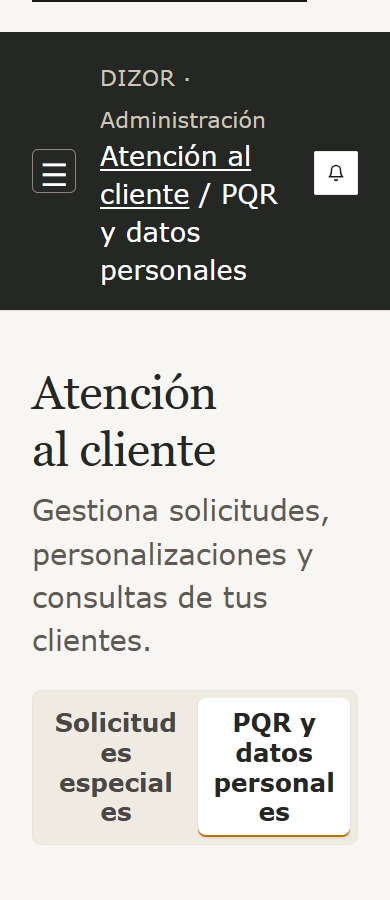 DIZOR ·
Administración
Atención al
cliente / PQR
y datos
personales
Atención
al cliente
Gestiona solicitudes,
personalizaciones y
consultas de tus
clientes.
Solicitud
es
especial
es
PQR y
datos
personal
es